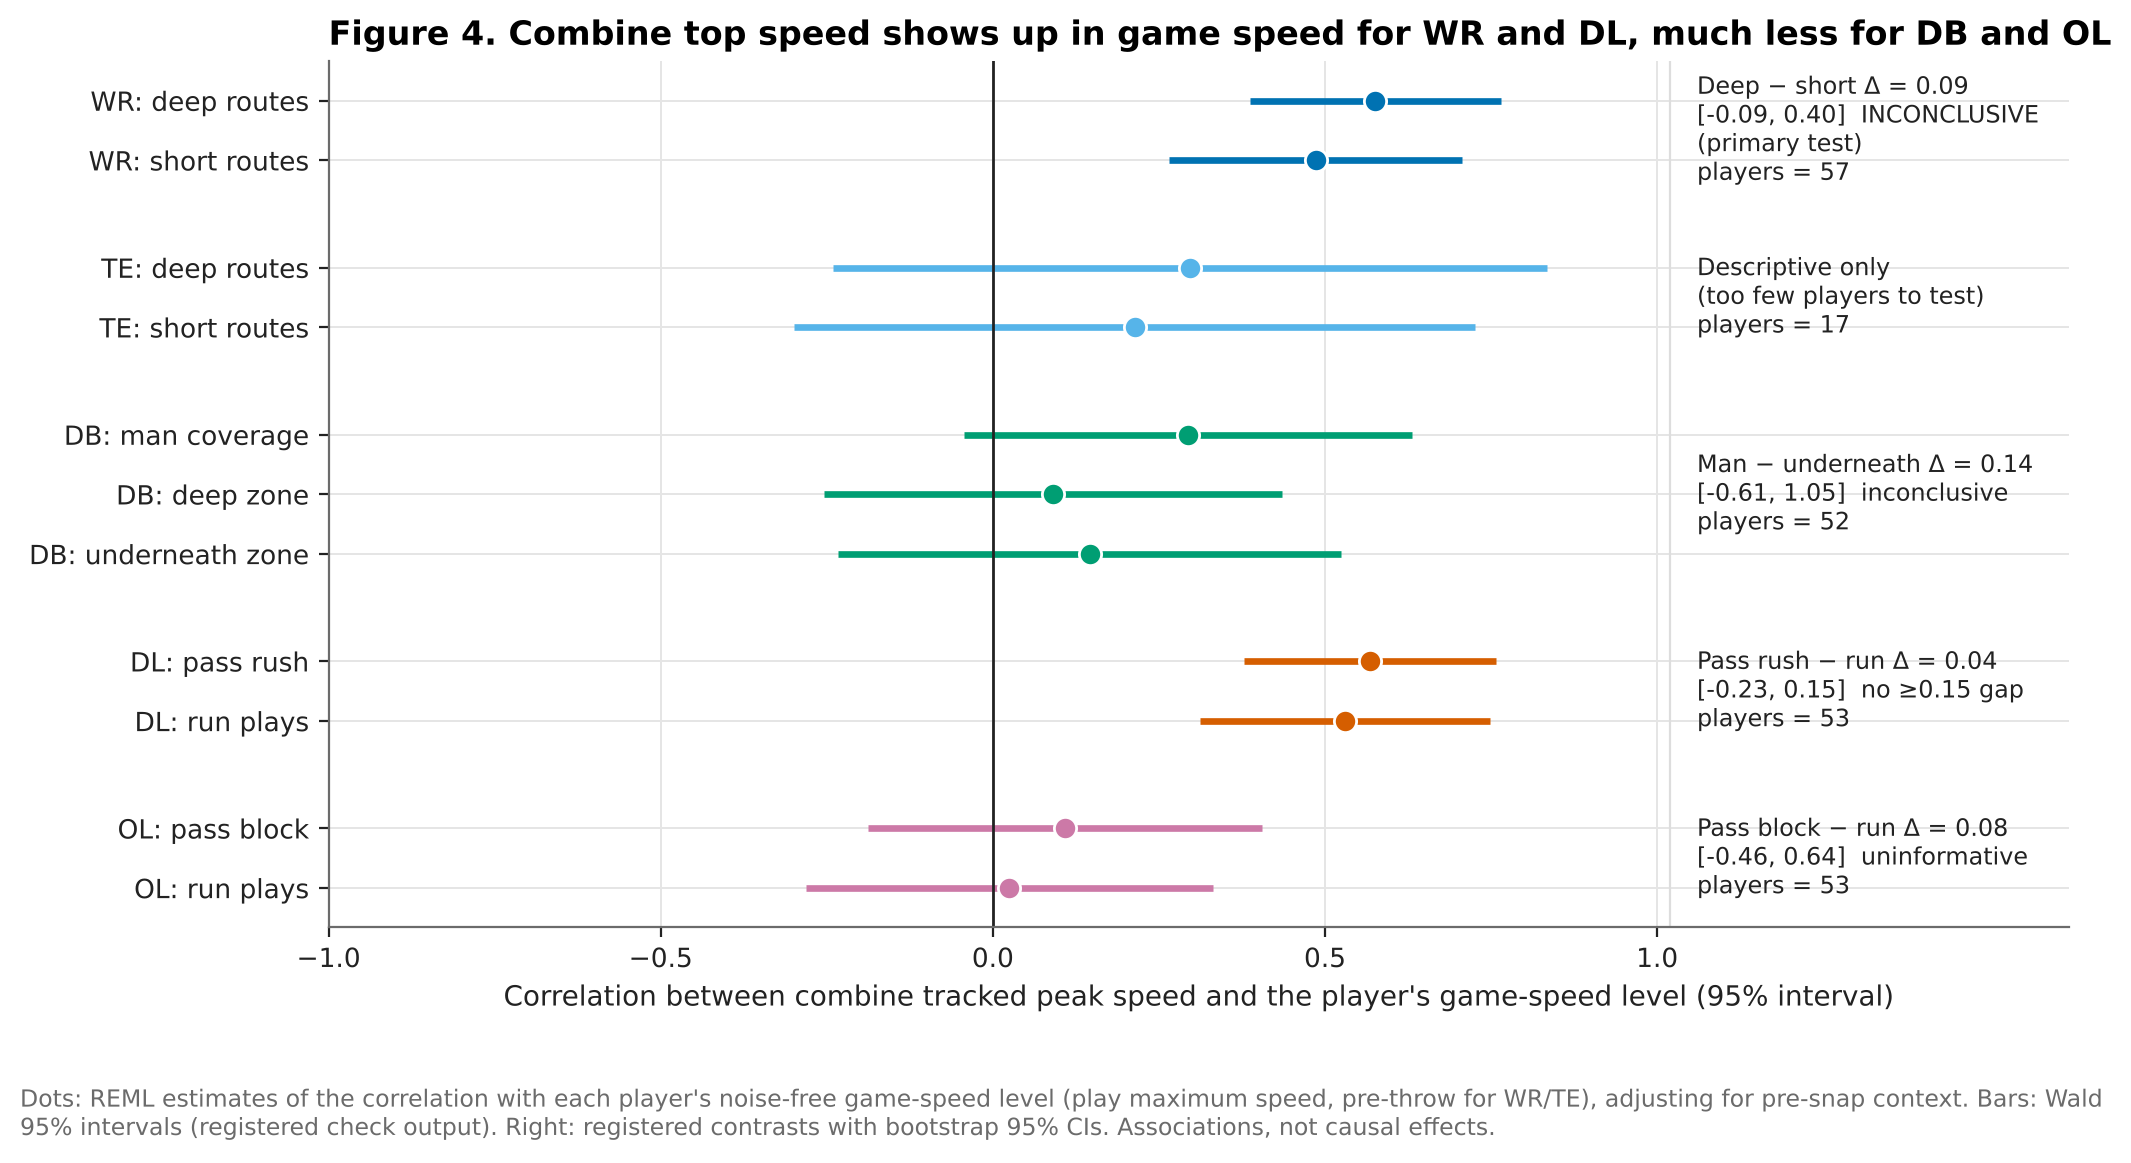 Figure 4. Combine top speed shows up in game speed for WR and DL, much less for DB and OL
WR: deep routes
WR: short routes
TE: deep routes
TE: short routes
DB: man coverage
DB: deep zone
DB: underneath zone
DL: pass rush
DL: run plays
OL: pass block
OL: run plays
Deep − short Δ = 0.09
[-0.09, 0.40]  INCONCLUSIVE
(primary test)
players = 57
Descriptive only
(too few players to test)
players = 17
Man − underneath Δ = 0.14
[-0.61, 1.05]  inconclusive
players = 52
Pass rush − run Δ = 0.04
[-0.23, 0.15]  no ≥0.15 gap
players = 53
Pass block − run Δ = 0.08
[-0.46, 0.64]  uninformative
players = 53
−1.0
−0.5
0.0
0.5
1.0
Correlation between combine tracked peak speed and the player's game-speed level (95% interval)
Dots: REML estimates of the correlation with each player's noise-free game-speed level (play maximum speed, pre-throw for WR/TE), adjusting for pre-snap context. Bars: Wald
95% intervals (registered check output). Right: registered contrasts with bootstrap 95% CIs. Associations, not causal effects.